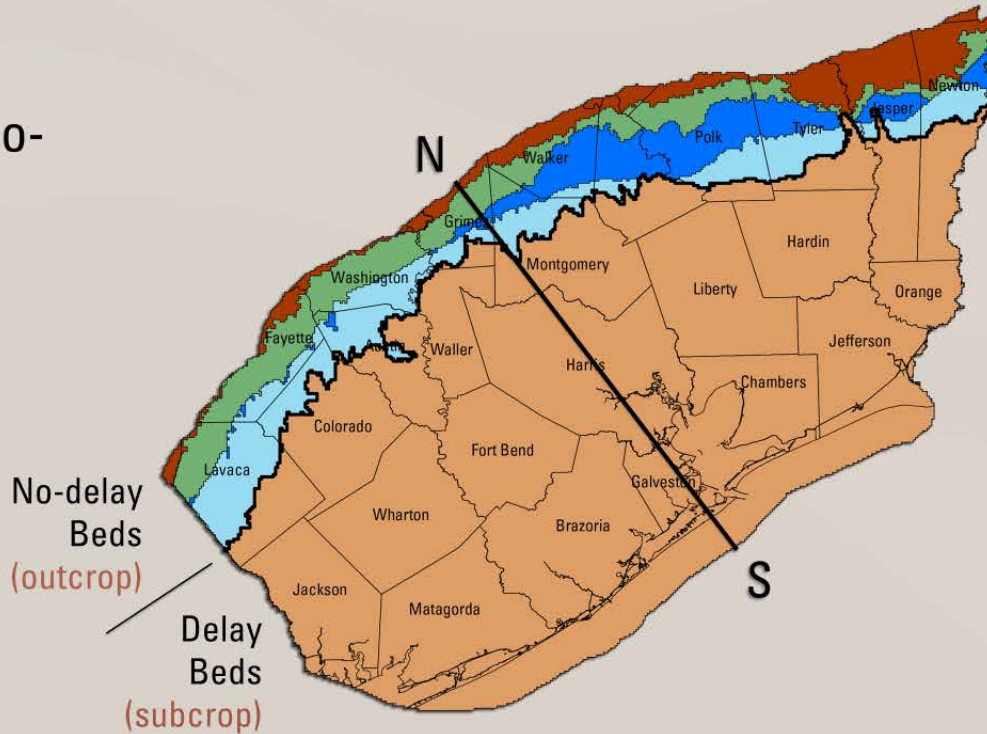 o-
N
Newton
Jasper
Tyler
Polk
Walker
Grimes
Hardin
Montgomery
Washington
Liberty
Orange
Fayette
Jefferson
Austin
Waller
Harris
Chambers
Colorado
Fort Bend
Lavaca
Galveston
No-delay
Beds
(outcrop)
Wharton
Brazoria
S
Jackson
Matagorda
Delay
Beds
(subcrop)